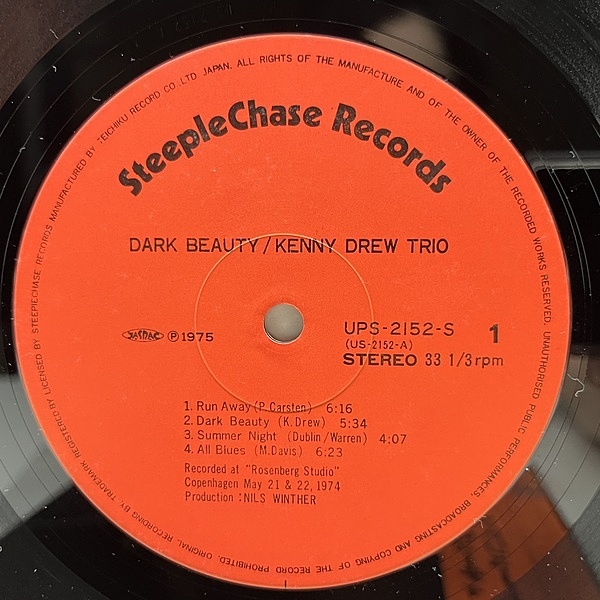 TRADEMARK REGISTERED BY LICENSED BY STEEPLECHASE RECORDS MANUFACTURED BY TEICHIKU RECORD CO., LTD JAPAN. ALL RIGHTS OF THE MANUFACTURE AND OF THE OWNER OF THE RECORDED WORKS RESERVED. UNAUTHORISED PUBLIC PERFORMANCES, BROADCASTING AND COPYING OF THE RECORD PROHIBITED. ORIGINAL RECORDING BY
SteepleChase Records
DARK BEAUTY/KENNY DREW TRIO
JASRAC Ⓟ 1975
UPS-2152-S 1
(US-2152-A)
STEREO 33 1/3 rpm
1. Run Away (P. Carsten) 6:16
2. Dark Beauty (K. Drew) 5:34
3. Summer Night (Dublin/Warren) 4:07
4. All Blues (M. Davis) 6:23
Recorded at "Rosenberg Studio"
Copenhagen May 21 & 22, 1974
Production : NILS WINTHER